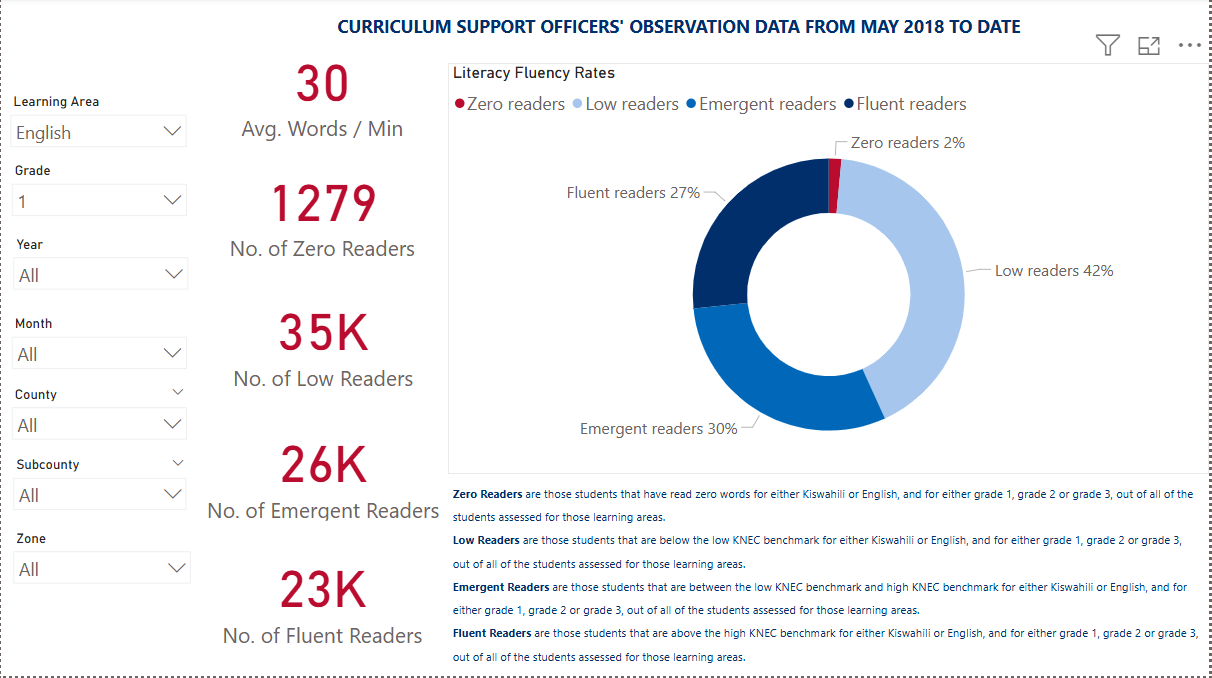 CURRICULUM SUPPORT OFFICERS' OBSERVATION DATA FROM MAY 2018 TO DATE
Learning Area
English
Grade
1
Year
All
Month
All
County
All
Subcounty
All
Zone
All
30
Avg. Words / Min
1279
No. of Zero Readers
35K
No. of Low Readers
26K
No. of Emergent Readers
23K
No. of Fluent Readers
Literacy Fluency Rates
Zero readers Low readers Emergent readers Fluent readers
Zero readers 2%
Fluent readers 27%
Low readers 42%
Emergent readers 30%
Zero Readers are those students that have read zero words for either Kiswahili or English, and for either grade 1, grade 2 or grade 3, out of all of the
students assessed for those learning areas.
Low Readers are those students that are below the low KNEC benchmark for either Kiswahili or English, and for either grade 1, grade 2 or grade 3,
out of all of the students assessed for those learning areas.
Emergent Readers are those students that are between the low KNEC benchmark and high KNEC benchmark for either Kiswahili or English, and for
either grade 1, grade 2 or grade 3, out of all of the students assessed for those learning areas.
Fluent Readers are those students that are above the high KNEC benchmark for either Kiswahili or English, and for either grade 1, grade 2 or grade 3,
out of all of the students assessed for those learning areas.